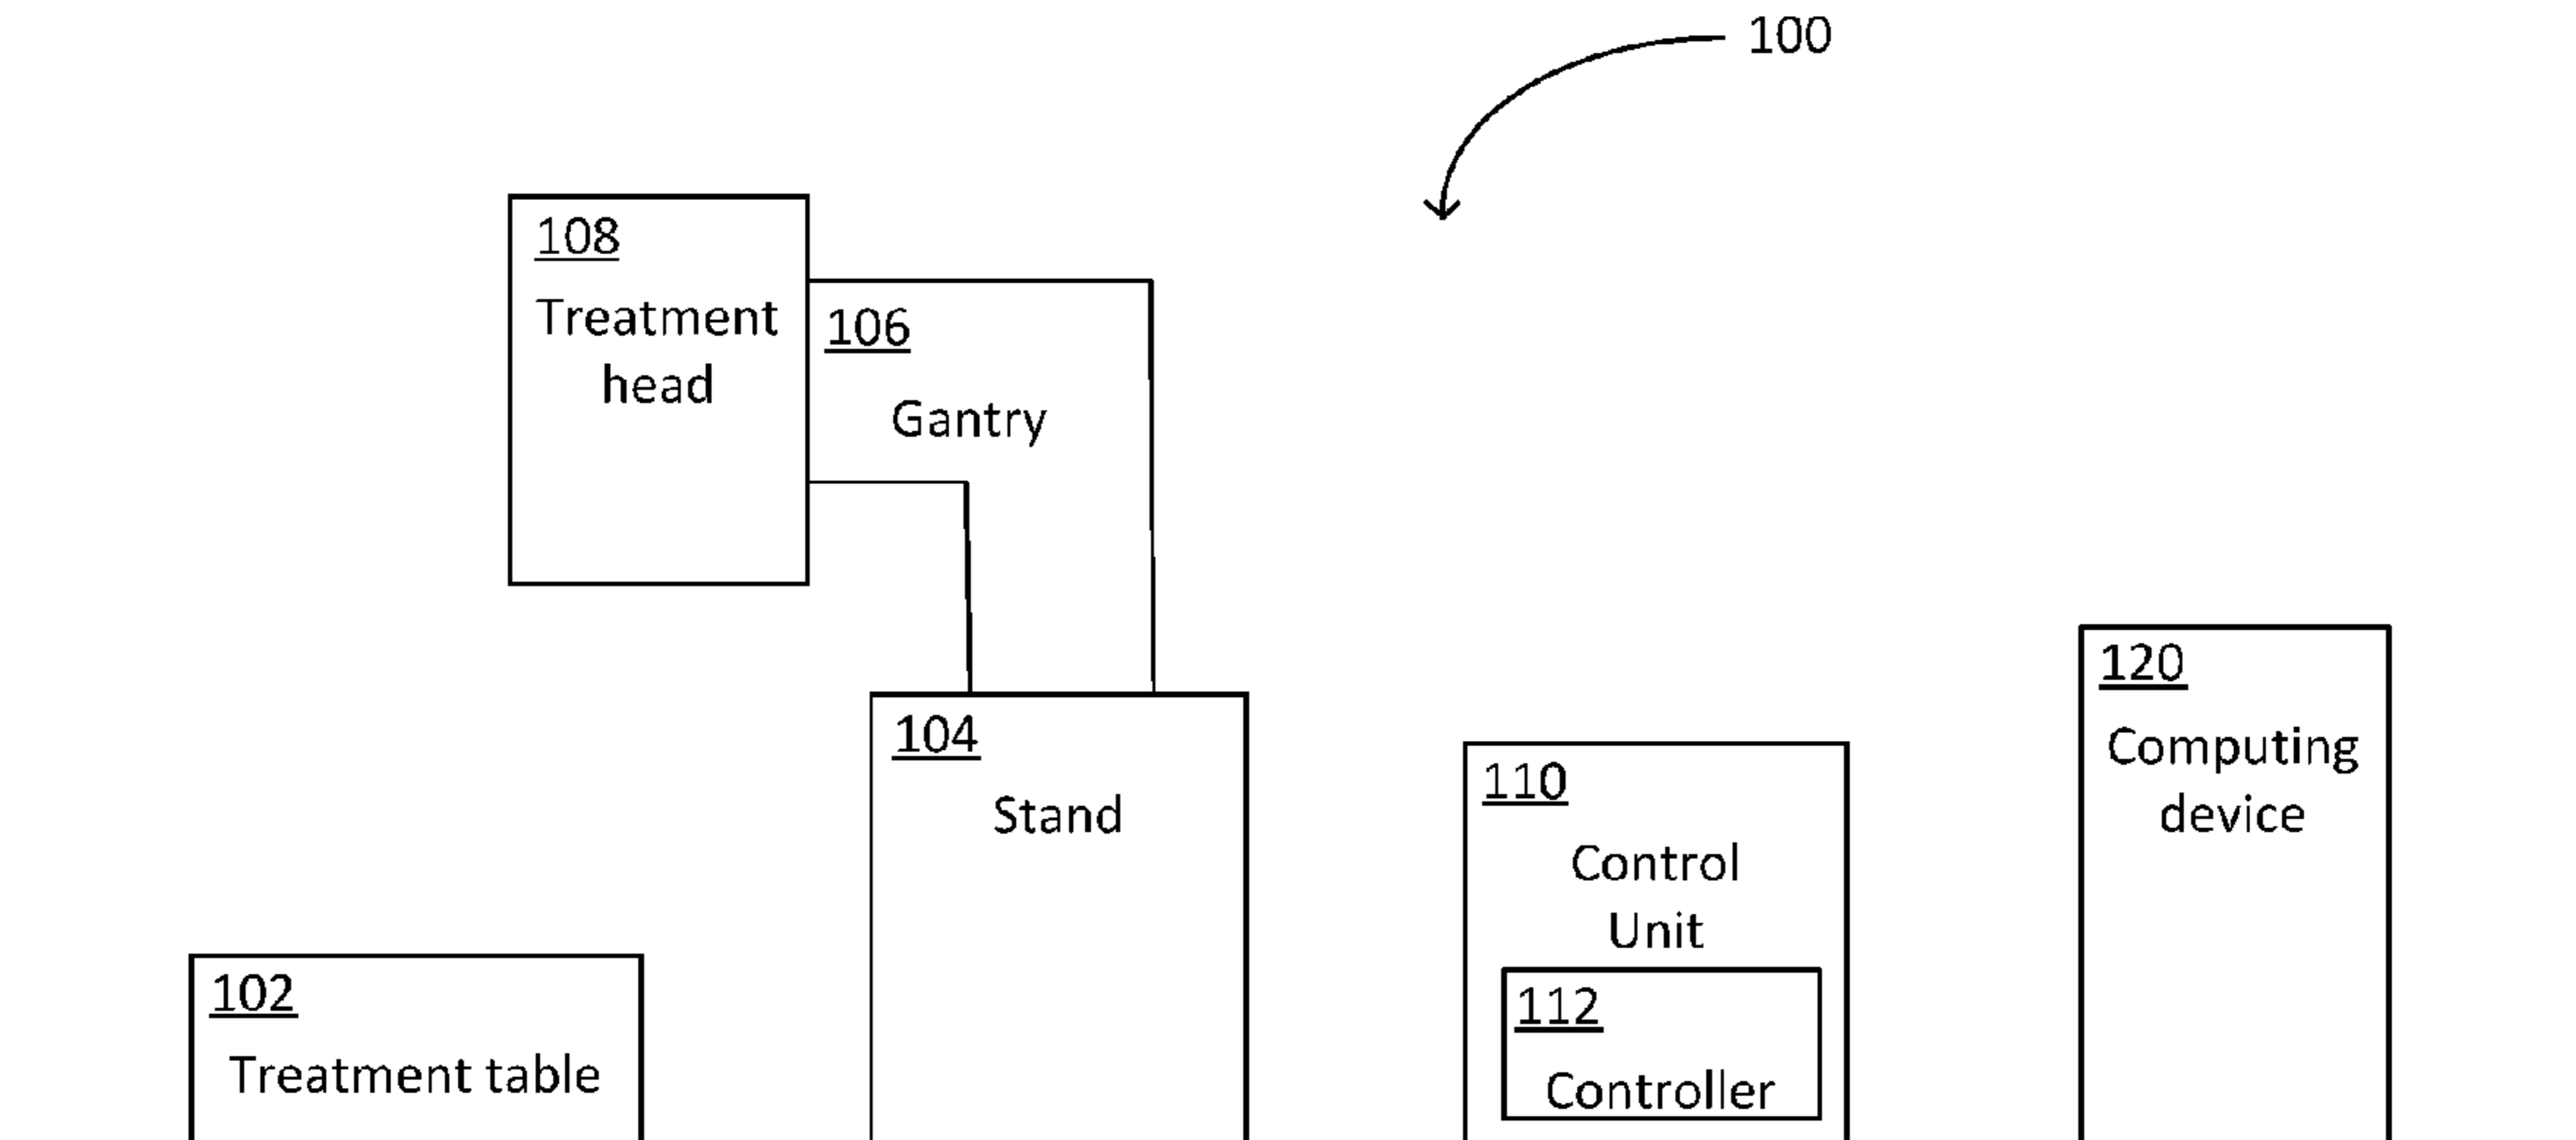 100
108
Treatment
head
106
Gantry
104
Stand
110
Control
Unit
112
Controller
120
Computing
device
102
Treatment table